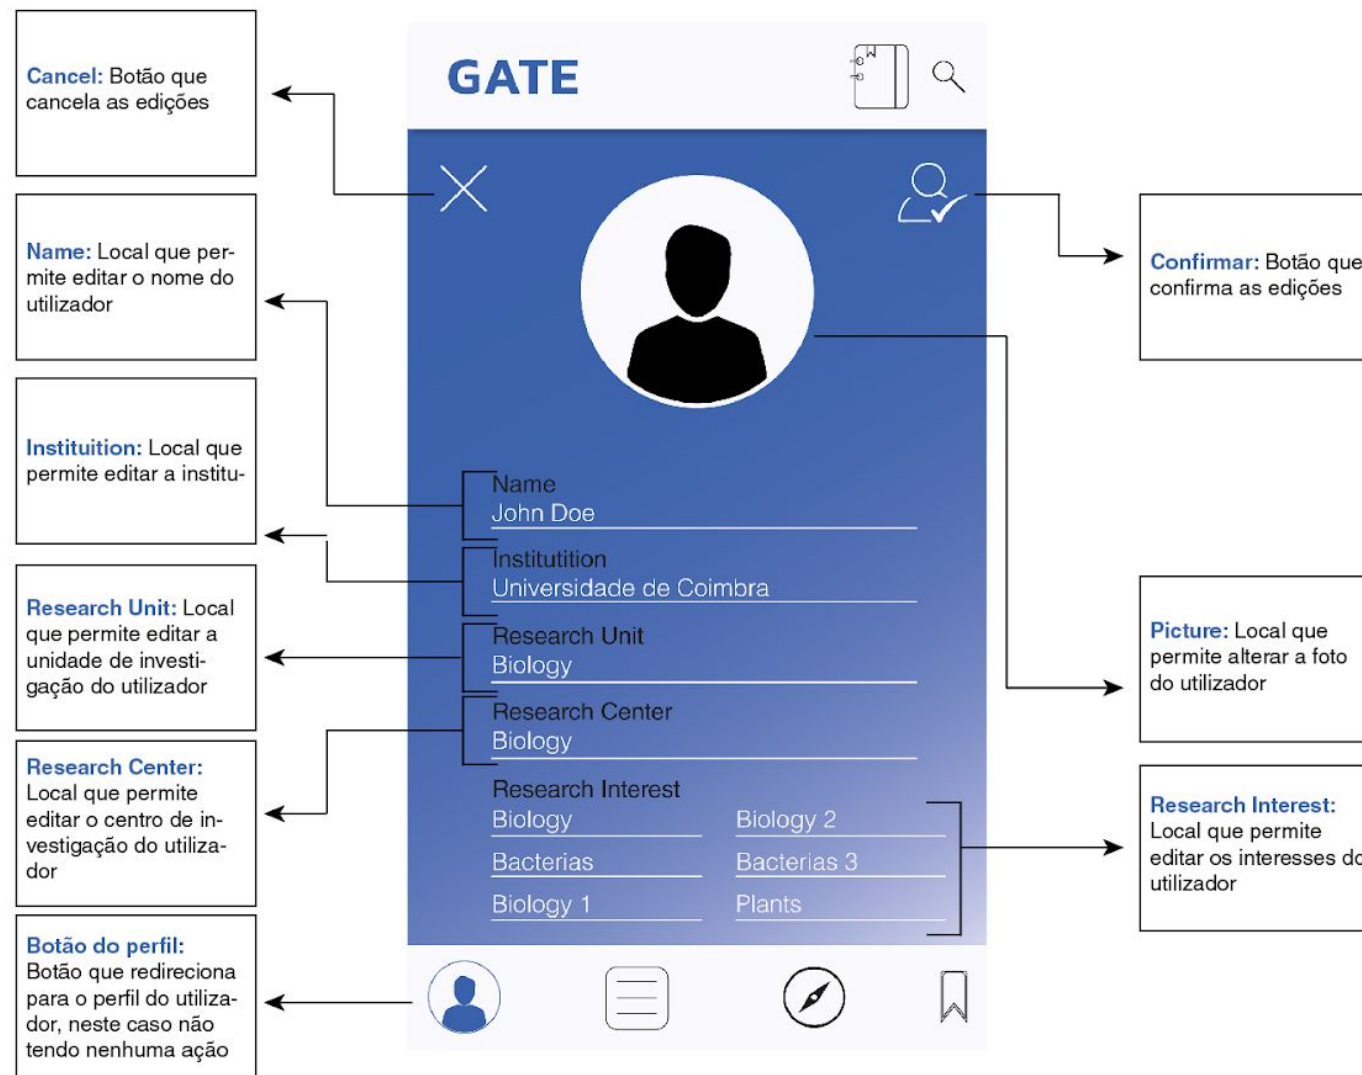 Cancel: Botão que
cancela as edições
Name: Local que per-
mite editar o nome do
utilizador
Instituition: Local que
permite editar a institu-
Research Unit: Local
que permite editar a
unidade de investi-
gação do utilizador
Research Center:
Local que permite
editar o centro de in-
vestigação do utiliza-
dor
Botão do perfil:
Botão que redireciona
para o perfil do utiliza-
dor, neste caso não
tendo nenhuma ação
GATE
Name
John Doe
Institutition
Universidade de Coimbra
Research Unit
Biology
Research Center
Biology
Research Interest
Biology Biology 2
Bacterias Bacterias 3
Biology 1 Plants
Confirmar: Botão que
confirma as edições
Picture: Local que
permite alterar a foto
do utilizador
Research Interest:
Local que permite
editar os interesses do
utilizador